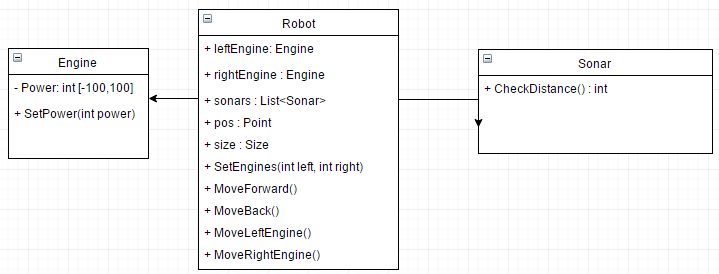 Engine
- Power: int [-100,100]
+ SetPower(int power)
Robot
+ leftEngine: Engine
+ rightEngine : Engine
+ sonars : List<Sonar>
+ pos : Point
+ size : Size
+ SetEngines(int left, int right)
+ MoveForward()
+ MoveBack()
+ MoveLeftEngine()
+ MoveRightEngine()
Sonar
+ CheckDistance() : int